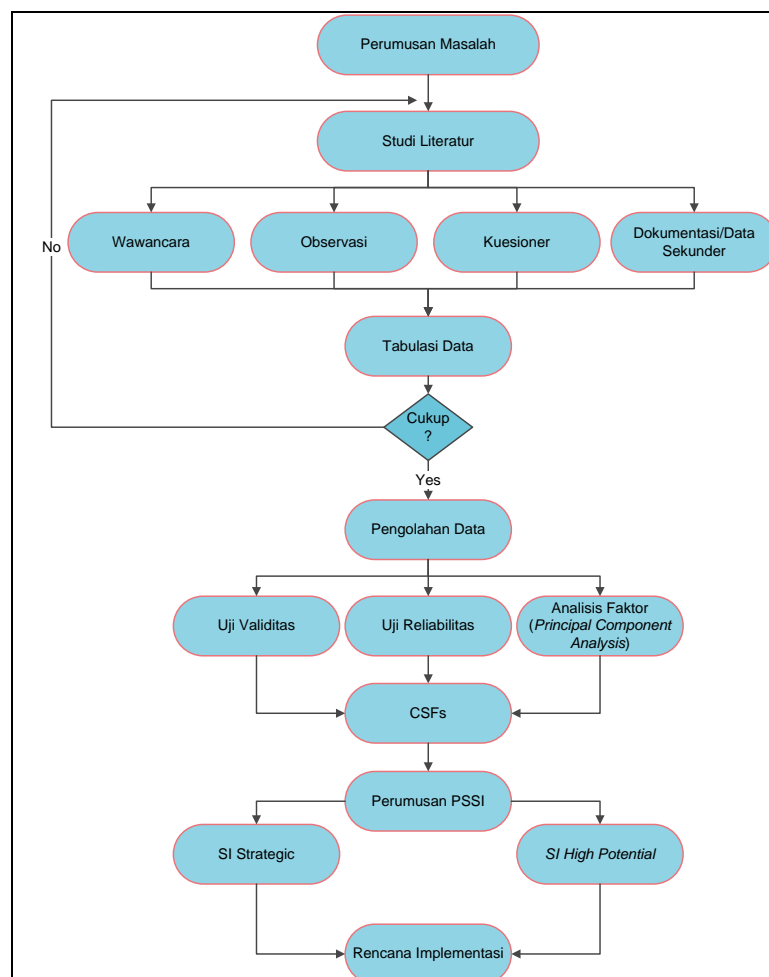 Perumusan Masalah
Studi Literatur
No
Wawancara
Observasi
Kuesioner
Dokumentasi/Data
Sekunder
Tabulasi Data
Cukup
?
Yes
Pengolahan Data
Uji Validitas
Uji Reliabilitas
Analisis Faktor
(Principal Component
Analysis)
CSFs
Perumusan PSSI
SI Strategic
SI High Potential
Rencana Implementasi